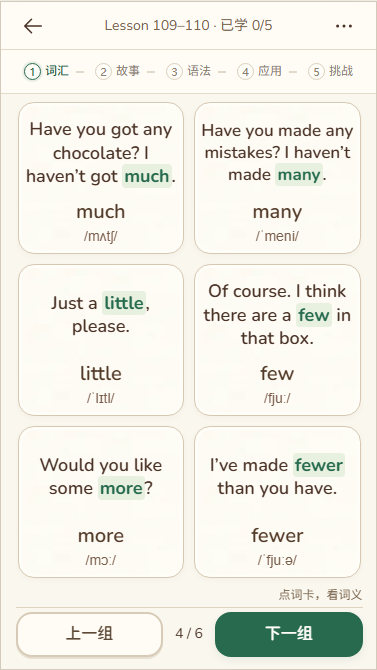 Lesson 109–110 · 已学 0/5
1 词汇 – 2 故事 – 3 语法 – 4 应用 – 5 挑战
Have you got any
chocolate? I
haven’t got much.
much
/mʌtʃ/
Have you made any
mistakes? I haven’t
made many.
many
/ˈmeni/
Just a little,
please.
little
/ˈlɪtl/
Of course. I think
there are a few in
that box.
few
/fjuː/
Would you like
some more?
more
/mɔː/
I’ve made fewer
than you have.
fewer
/ˈfjuːə/
点词卡，看词义
上一组
4 / 6
下一组